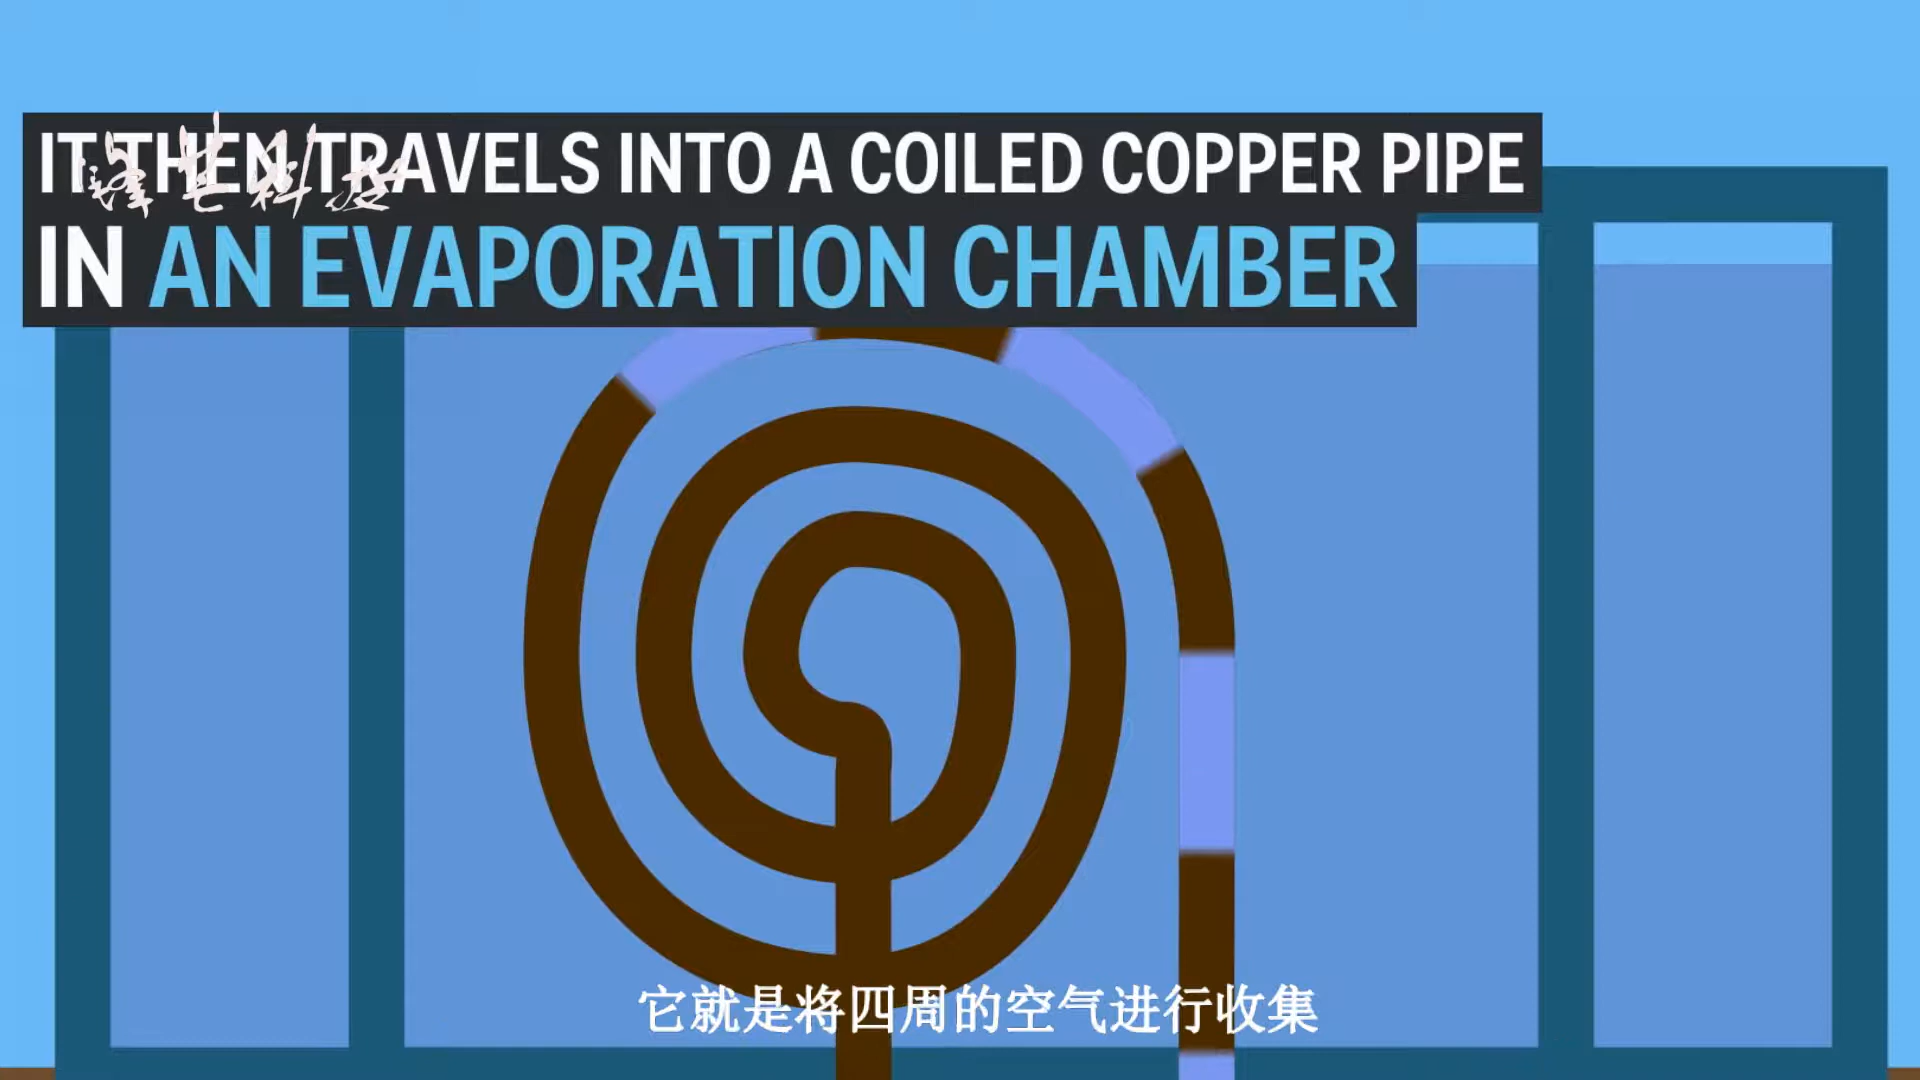 IT THEN TRAVELS INTO A COILED COPPER PIPE
IN AN EVAPORATION CHAMBER
它就是将四周的空气进行收集